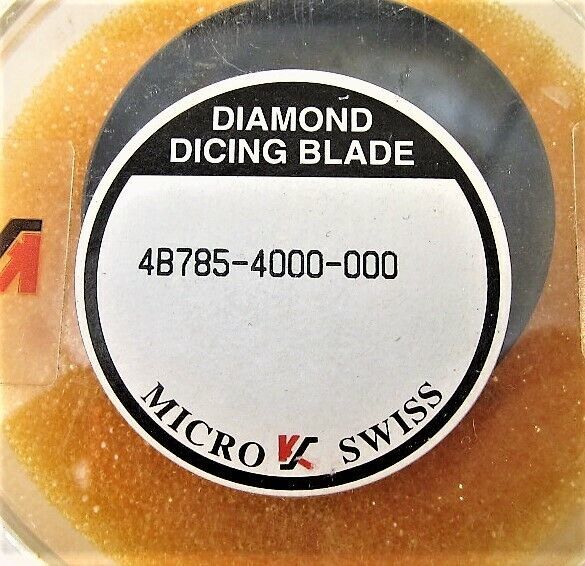 DIAMOND
DICING BLADE
4B785-4000-000
MICRO SWISS